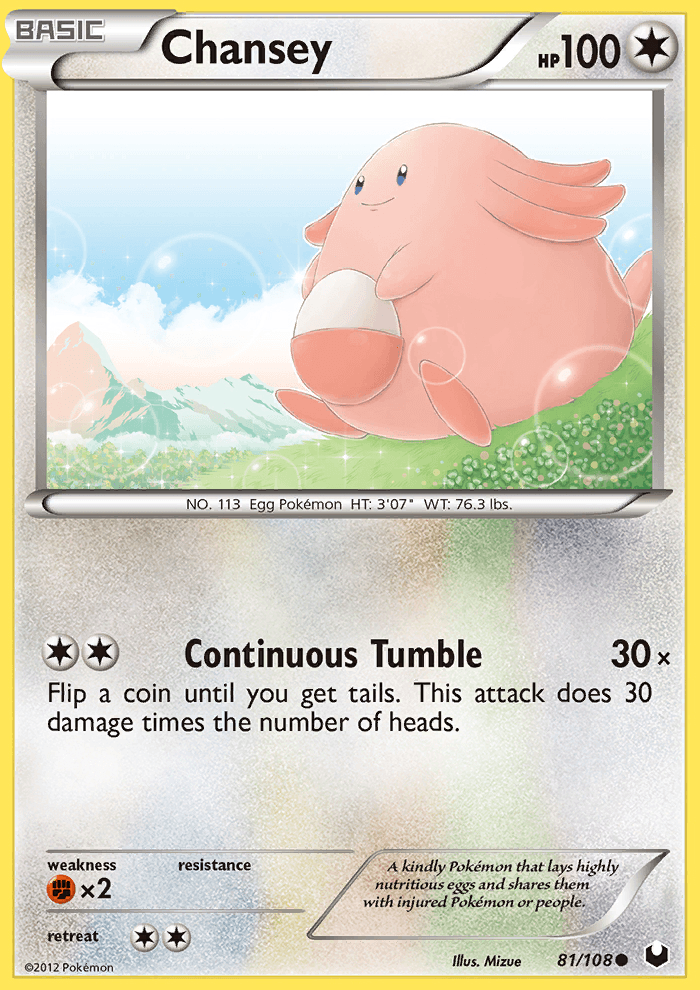 BASIC
Chansey
HP100
NO. 113 Egg Pokémon HT: 3'07" WT: 76.3 lbs.
Continuous Tumble 30×
Flip a coin until you get tails. This attack does 30
damage times the number of heads.
weakness resistance
×2
retreat
A kindly Pokémon that lays highly
nutritious eggs and shares them
with injured Pokémon or people.
©2012 Pokémon
Illus. Mizue 81/108